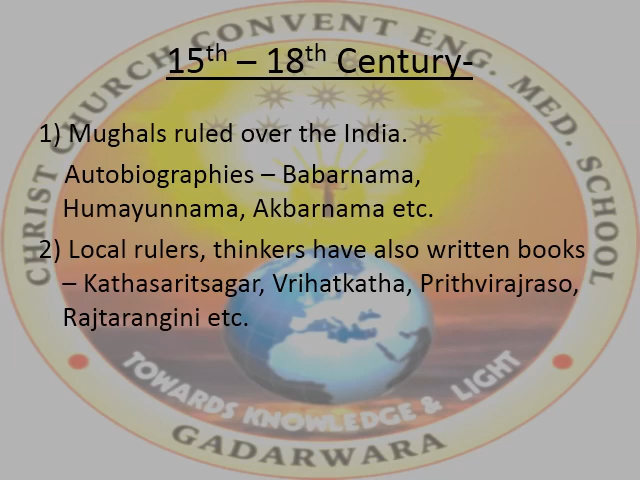 15th – 18th Century-
1) Mughals ruled over the India.
Autobiographies – Babarnama,
Humayunnama, Akbarnama etc.
2) Local rulers, thinkers have also written books
– Kathasaritsagar, Vrihatkatha, Prithvirajraso,
Rajtarangini etc.
CHRIST CHURCH CONVENT ENG. MED. SCHOOL
TOWARDS KNOWLEDGE & LIGHT
GADARWARA